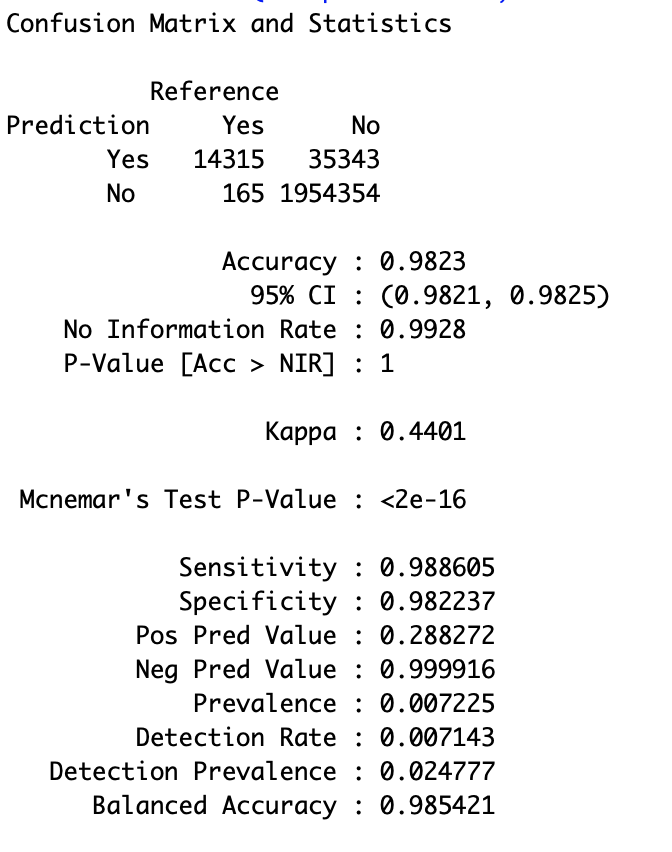 Confusion Matrix and Statistics
Reference
Prediction Yes No
Yes 14315 35343
No 165 1954354
Accuracy : 0.9823
95% CI : (0.9821, 0.9825)
No Information Rate : 0.9928
P-Value [Acc > NIR] : 1
Kappa : 0.4401
Mcnemar's Test P-Value : <2e-16
Sensitivity : 0.988605
Specificity : 0.982237
Pos Pred Value : 0.288272
Neg Pred Value : 0.999916
Prevalence : 0.007225
Detection Rate : 0.007143
Detection Prevalence : 0.024777
Balanced Accuracy : 0.985421